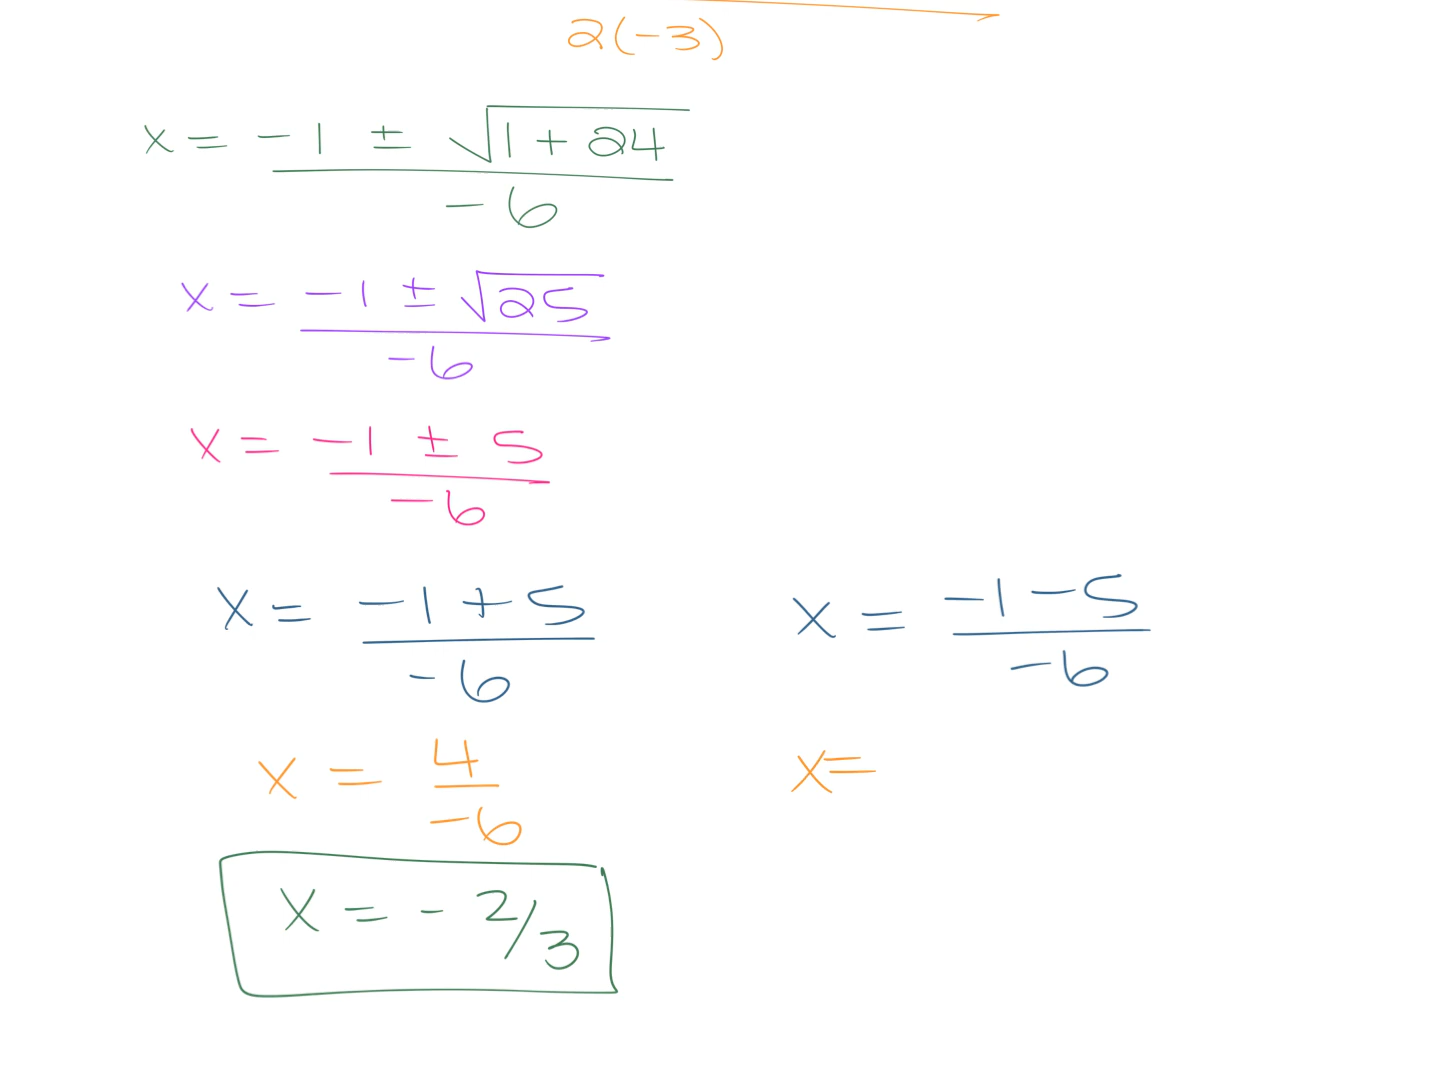 2(-3)
x = -1 ± √1 + 24
-6
x = -1 ± √25
-6
x = -1 ± 5
-6
x = -1 + 5
-6
x = -1 - 5
-6
x = 4
-6
x=
x = - 2/3